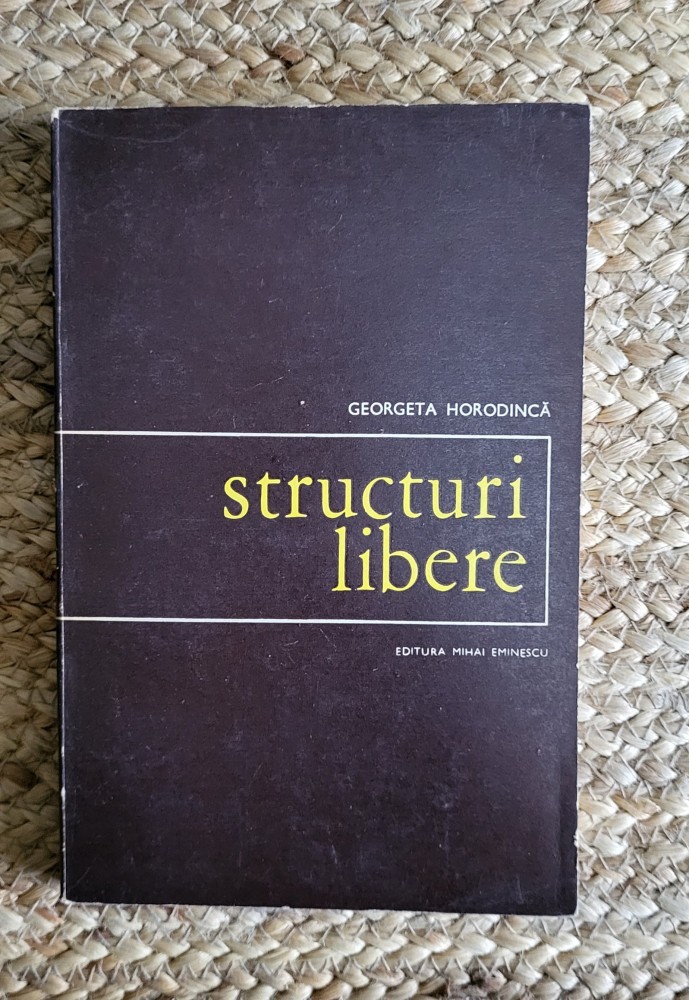 GEORGETA HORODINCĂ
structuri
libere
EDITURA MIHAI EMINESCU